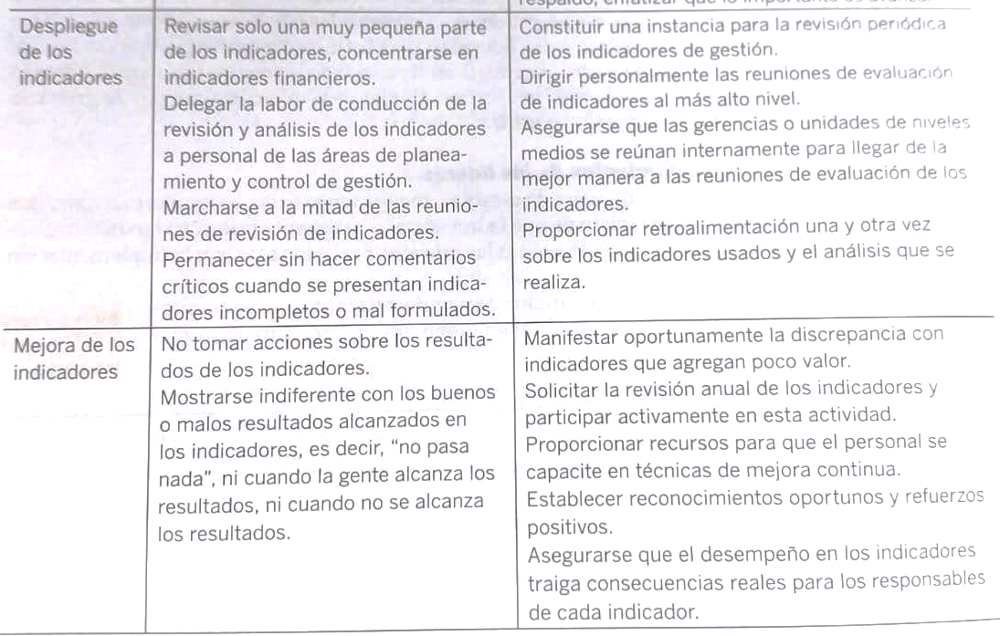 respaldo, enfatizar que lo importante es avanzar
Despliegue
de los
indicadores
Revisar solo una muy pequeña parte
de los indicadores, concentrarse en
indicadores financieros.
Delegar la labor de conducción de la
revisión y análisis de los indicadores
a personal de las áreas de planea-
miento y control de gestión.
Marcharse a la mitad de las reunio-
nes de revisión de indicadores.
Permanecer sin hacer comentarios
críticos cuando se presentan indica-
dores incompletos o mal formulados.
Constituir una instancia para la revisión periódica
de los indicadores de gestión.
Dirigir personalmente las reuniones de evaluación
de indicadores al más alto nivel.
Asegurarse que las gerencias o unidades de niveles
medios se reúnan internamente para llegar de la
mejor manera a las reuniones de evaluación de los
indicadores.
Proporcionar retroalimentación una y otra vez
sobre los indicadores usados y el análisis que se
realiza.
Mejora de los
indicadores
No tomar acciones sobre los resulta-
dos de los indicadores.
Mostrarse indiferente con los buenos
o malos resultados alcanzados en
los indicadores, es decir, “no pasa
nada”, ni cuando la gente alcanza los
resultados, ni cuando no se alcanza
los resultados.
Manifestar oportunamente la discrepancia con
indicadores que agregan poco valor.
Solicitar la revisión anual de los indicadores y
participar activamente en esta actividad.
Proporcionar recursos para que el personal se
capacite en técnicas de mejora continua.
Establecer reconocimientos oportunos y refuerzos
positivos.
Asegurarse que el desempeño en los indicadores
traiga consecuencias reales para los responsables
de cada indicador.